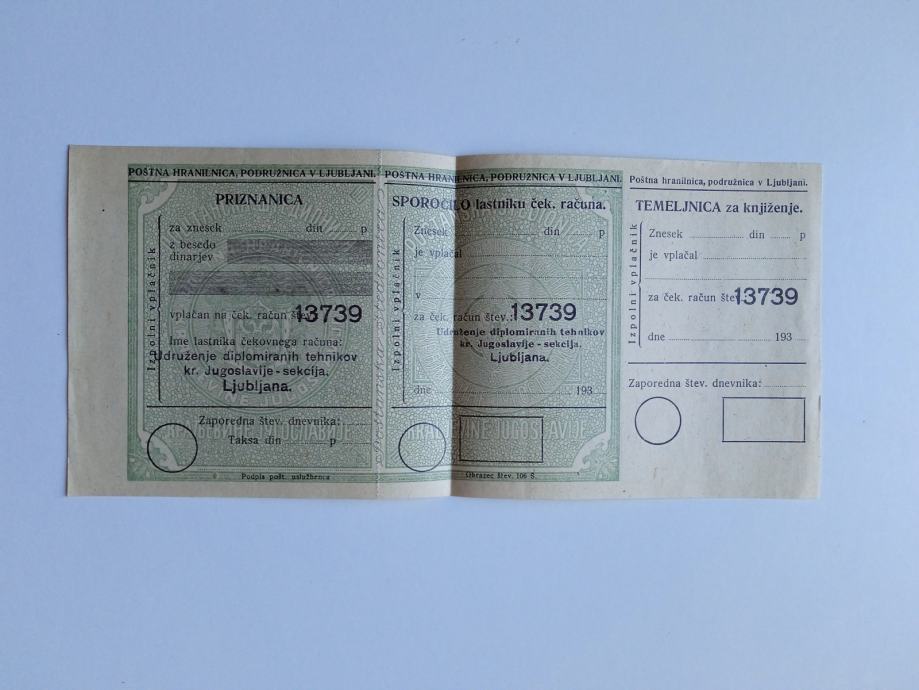 POŠTNA HRANILNICA, PODRUŽNICA V LJUBLJANI.
PRIZNANICA
Izpolni vplačnik
za znesek din p
z besedo
dinarjev
vplačan na ček. račun štev. 13739
Ime lastnika čekovnega računa:
Udruženje diplomiranih tehnikov
kr. Jugoslavije - sekcija.
Ljubljana.
Zaporedna štev. dnevnika:
Taksa din p
Podpis pošt. uslužbenca
POŠTNA HRANILNICA, PODRUŽNICA V LJUBLJANI.
SPOROČILO lastniku ček. računa.
Izpolni vplačnik
Znesek din p
je vplačal
v
za ček. račun štev.: 13739
Udruženje diplomiranih tehnikov
kr. Jugoslavije - sekcija.
Ljubljana.
dne 193
KRALJEVINE JUGOSLAVIJE
Obrazec štev. 106 S.
Poštna hranilnica, podružnica v Ljubljani.
TEMELJNICA za knjiženje.
Izpolni vplačnik
Znesek din p
je vplačal
za ček. račun štev. 13739
dne 193
Zaporedna štev. dnevnika: